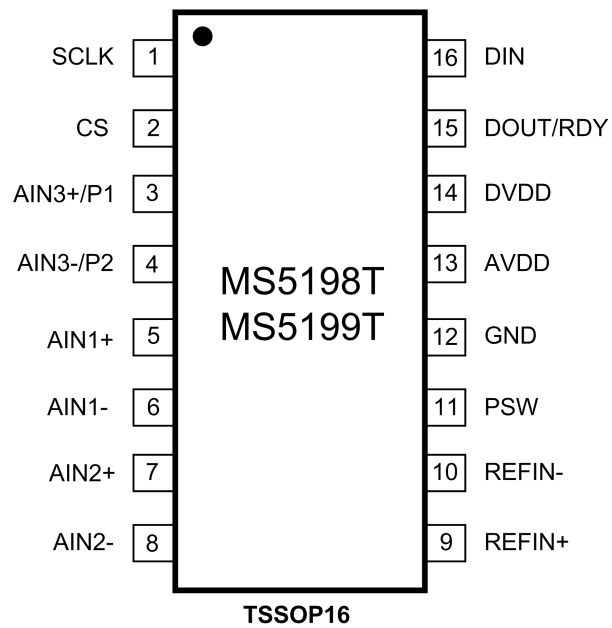 SCLK 1 16 DIN
CS 2 15 DOUT/RDY
AIN3+/P1 3 14 DVDD
AIN3-/P2 4 13 AVDD
MS5198T
MS5199T
AIN1+ 5 12 GND
AIN1- 6 11 PSW
AIN2+ 7 10 REFIN-
AIN2- 8 9 REFIN+
TSSOP16